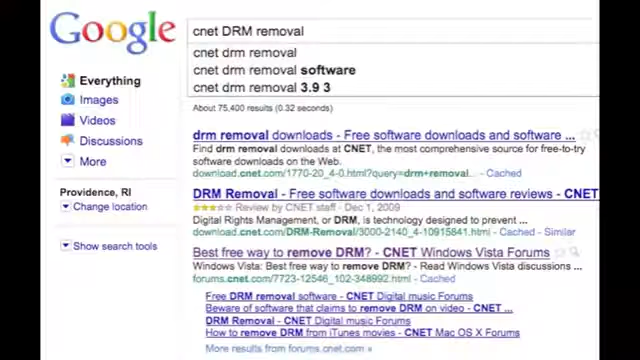 Google
cnet DRM removal
cnet drm removal
cnet drm removal software
cnet drm removal 3.9 3
About 75,400 results (0.32 seconds)
Everything
Images
Videos
Discussions
More
Providence, RI
Change location
Show search tools
drm removal downloads - Free software downloads and software ...
Find drm removal downloads at CNET, the most comprehensive source for free-to-try
software downloads on the Web.
download.cnet.com/1770-20_4-0.html?query=drm+removal... - Cached
DRM Removal - Free software downloads and software reviews - CNET
Review by CNET staff - Dec 1, 2009
Digital Rights Management, or DRM, is technology designed to prevent ...
download.cnet.com/DRM-Removal/3000-2140_4-10915841.html - Cached - Similar
Best free way to remove DRM? - CNET Windows Vista Forums
Windows Vista: Best free way to remove DRM? - Read Windows Vista discussions ...
forums.cnet.com/7723-12546_102-348992.html - Cached
Free DRM removal software - CNET Digital music Forums
Beware of software that claims to remove DRM on video - CNET ...
DRM Removal - CNET Digital music Forums
How to remove DRM from iTunes movies - CNET Mac OS X Forums
More results from forums.cnet.com »